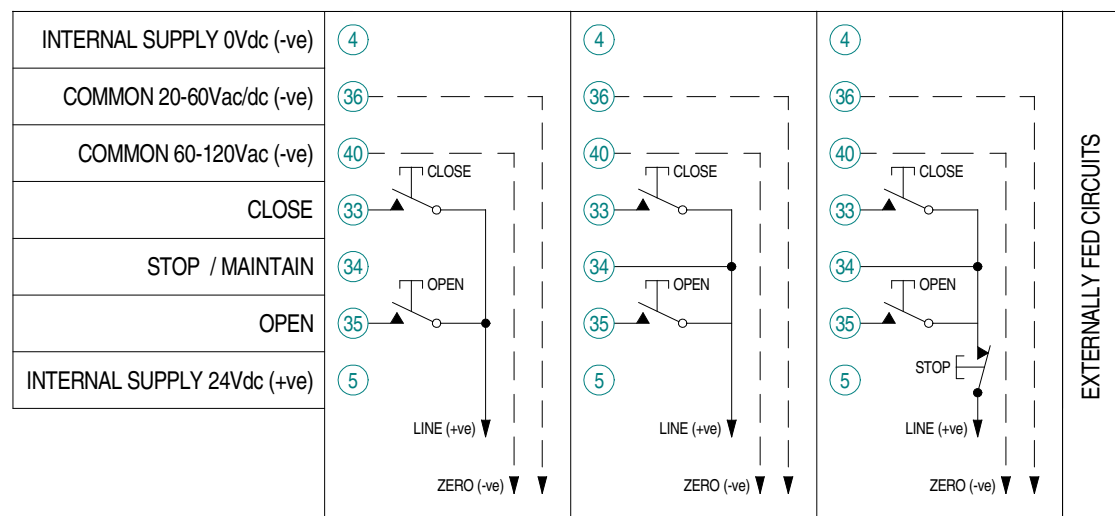 INTERNAL SUPPLY 0Vdc (-ve) 4 4 4
COMMON 20-60Vac/dc (-ve) 36 36 36
COMMON 60-120Vac (-ve) 40 40 40
CLOSE CLOSE CLOSE
CLOSE 33 33 33
STOP / MAINTAIN 34 34 34
OPEN OPEN OPEN
OPEN 35 35 35
STOP
INTERNAL SUPPLY 24Vdc (+ve) 5 5 5
LINE (+ve) LINE (+ve) LINE (+ve)
ZERO (-ve) ZERO (-ve) ZERO (-ve)
EXTERNALLY FED CIRCUITS